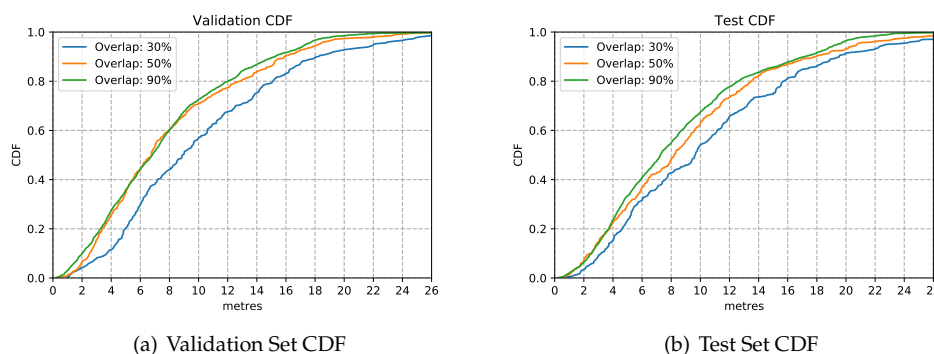 Validation CDF
1.0
0.8
0.6
0.4
0.2
0.0
CDF
Overlap: 30%
Overlap: 50%
Overlap: 90%
0 2 4 6 8 10 12 14 16 18 20 22 24 26
metres
(a) Validation Set CDF
Test CDF
1.0
0.8
0.6
0.4
0.2
0.0
CDF
Overlap: 30%
Overlap: 50%
Overlap: 90%
0 2 4 6 8 10 12 14 16 18 20 22 24 2
metres
(b) Test Set CDF